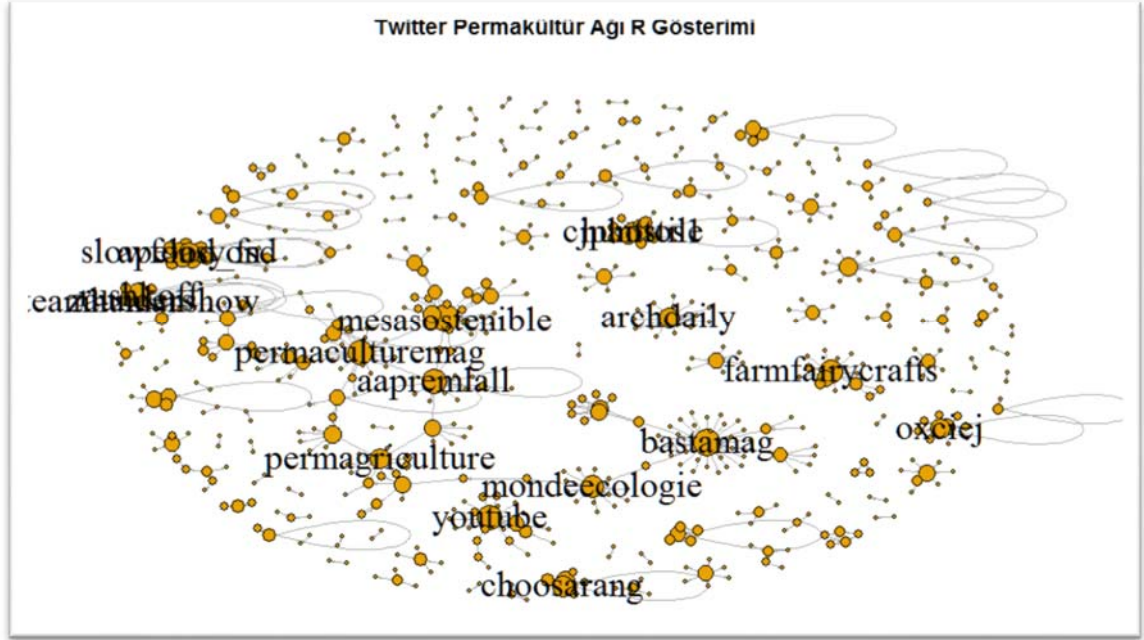 Twitter Permakültür Ağı R Gösterimi
mesasostenible
archdaily
permaculturemag
farmfairycrafts
aapremfall
oxciej
bastamag
permagriculture
mondeecologie
youtube
choosarang